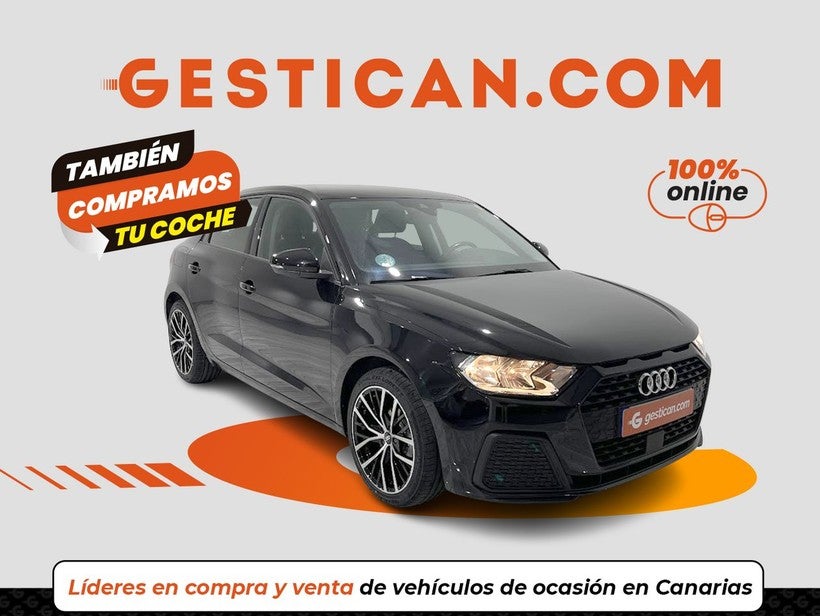 GESTICAN.COM
TAMBIÉN
COMPRAMOS
TU COCHE
100%
online
gestican.com
Líderes en compra y venta de vehículos de ocasión en Canarias